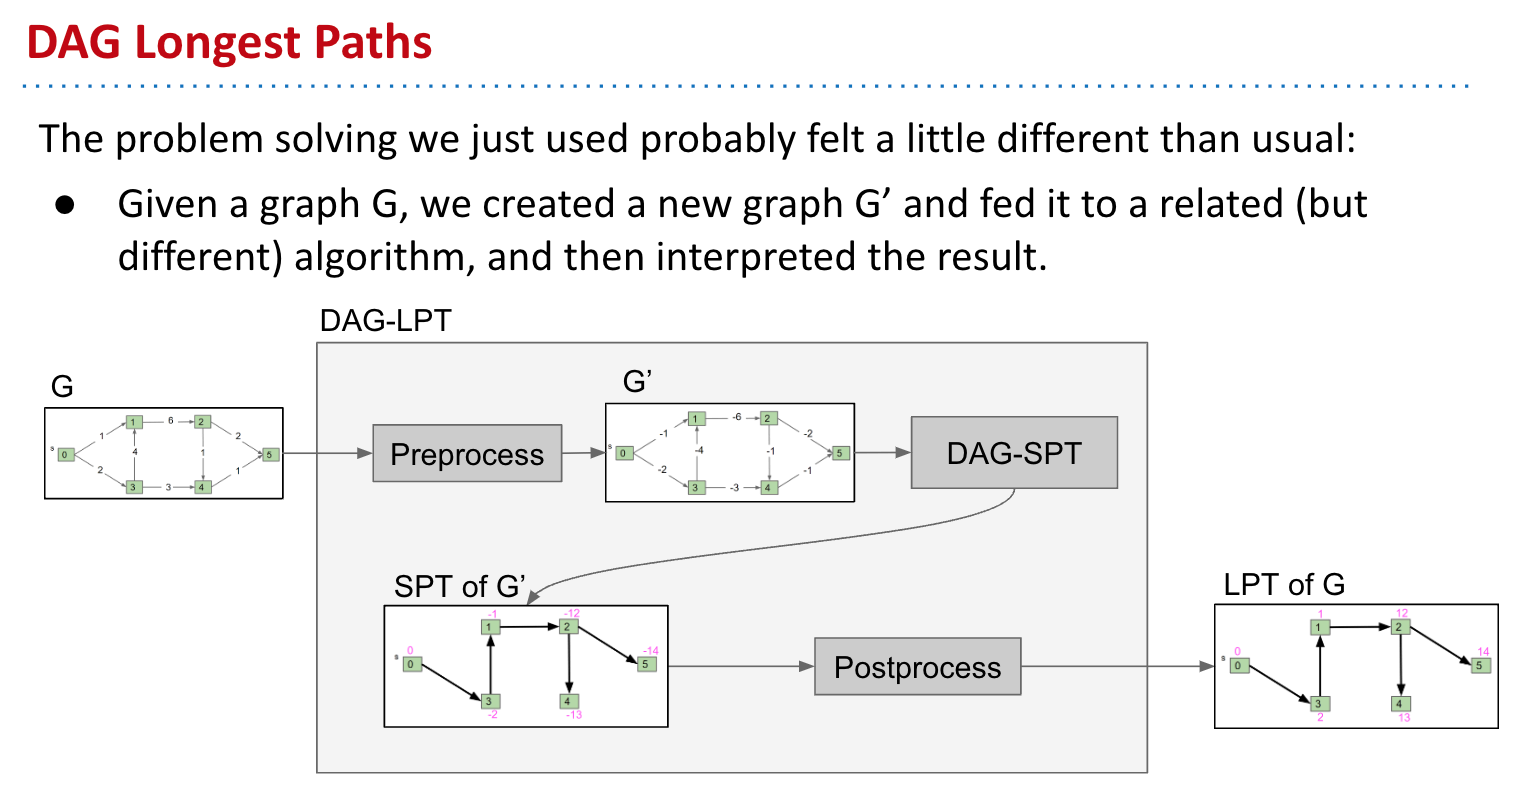 DAG Longest Paths
The problem solving we just used probably felt a little different than usual:
● Given a graph G, we created a new graph G’ and fed it to a related (but
different) algorithm, and then interpreted the result.
DAG-LPT
G
G’
1 6 2
1 2
s 0 4 1 5
2 1
3 3 4
Preprocess
1 -6 2
-1 -2
s 0 -4 -1 5
-2 -1
3 -3 4
DAG-SPT
SPT of G’
-1 -12
1 2
0 -14
s 0 5
3 4
-2 -13
Postprocess
LPT of G
1 12
1 2
0 14
s 0 5
3 4
2 13